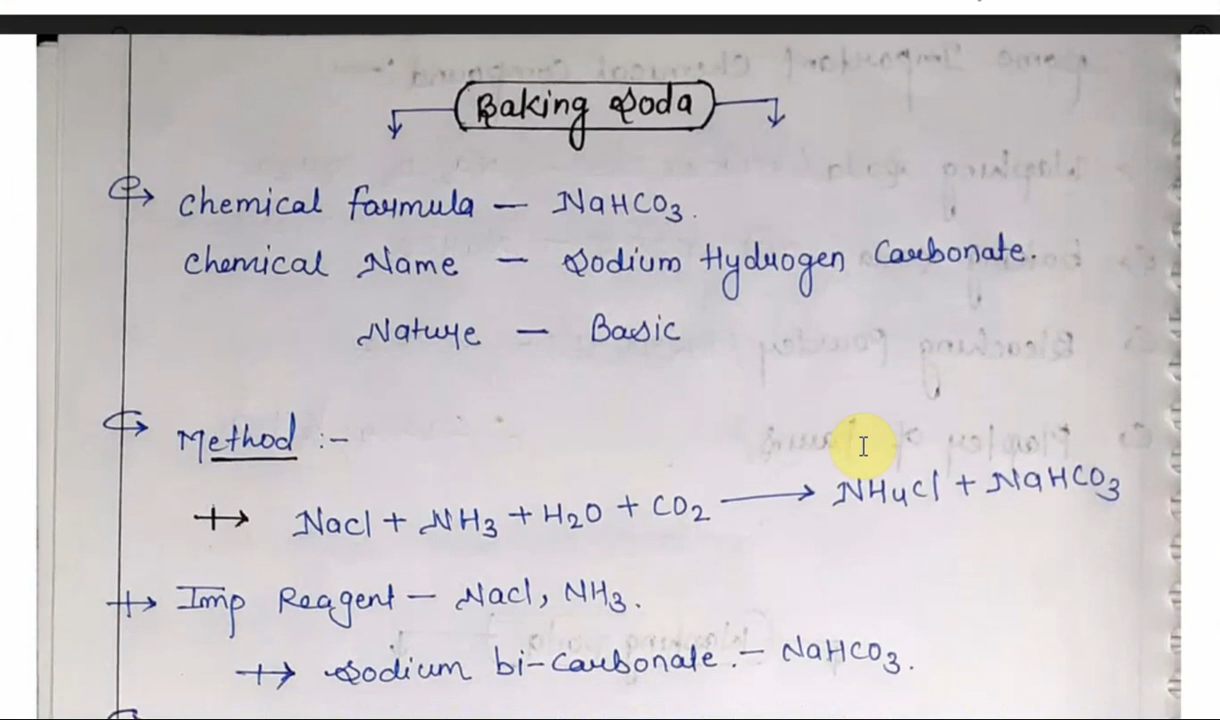 Baking Soda
Chemical formula - NaHCO3.
Chemical Name - Sodium Hydrogen Carbonate.
Nature - Basic
Method :-
Nacl + NH3 + H2O + CO2 → NH4Cl + NaHCO3
Imp Reagent - Nacl, NH3.
Sodium bi-carbonate :- NaHCO3.